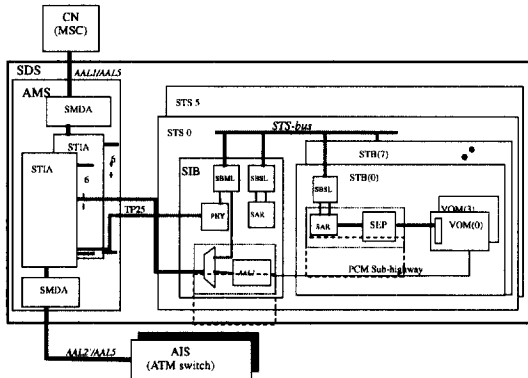 CN
(MSC)
SDS
AAL1/AAL5
AMS
SMDA
STS 5
STS 0
STS-bus
STIA
STIA
6
6
STB(7)
SIB
STB(0)
SBML
SBSL
SBSL
PHY
SAR
SAR
SEP
VOM(3)
VOM(0)
TP25
PCM Sub-highway
SMDA
AAL2/AAL5
AIS
(ATM switch)